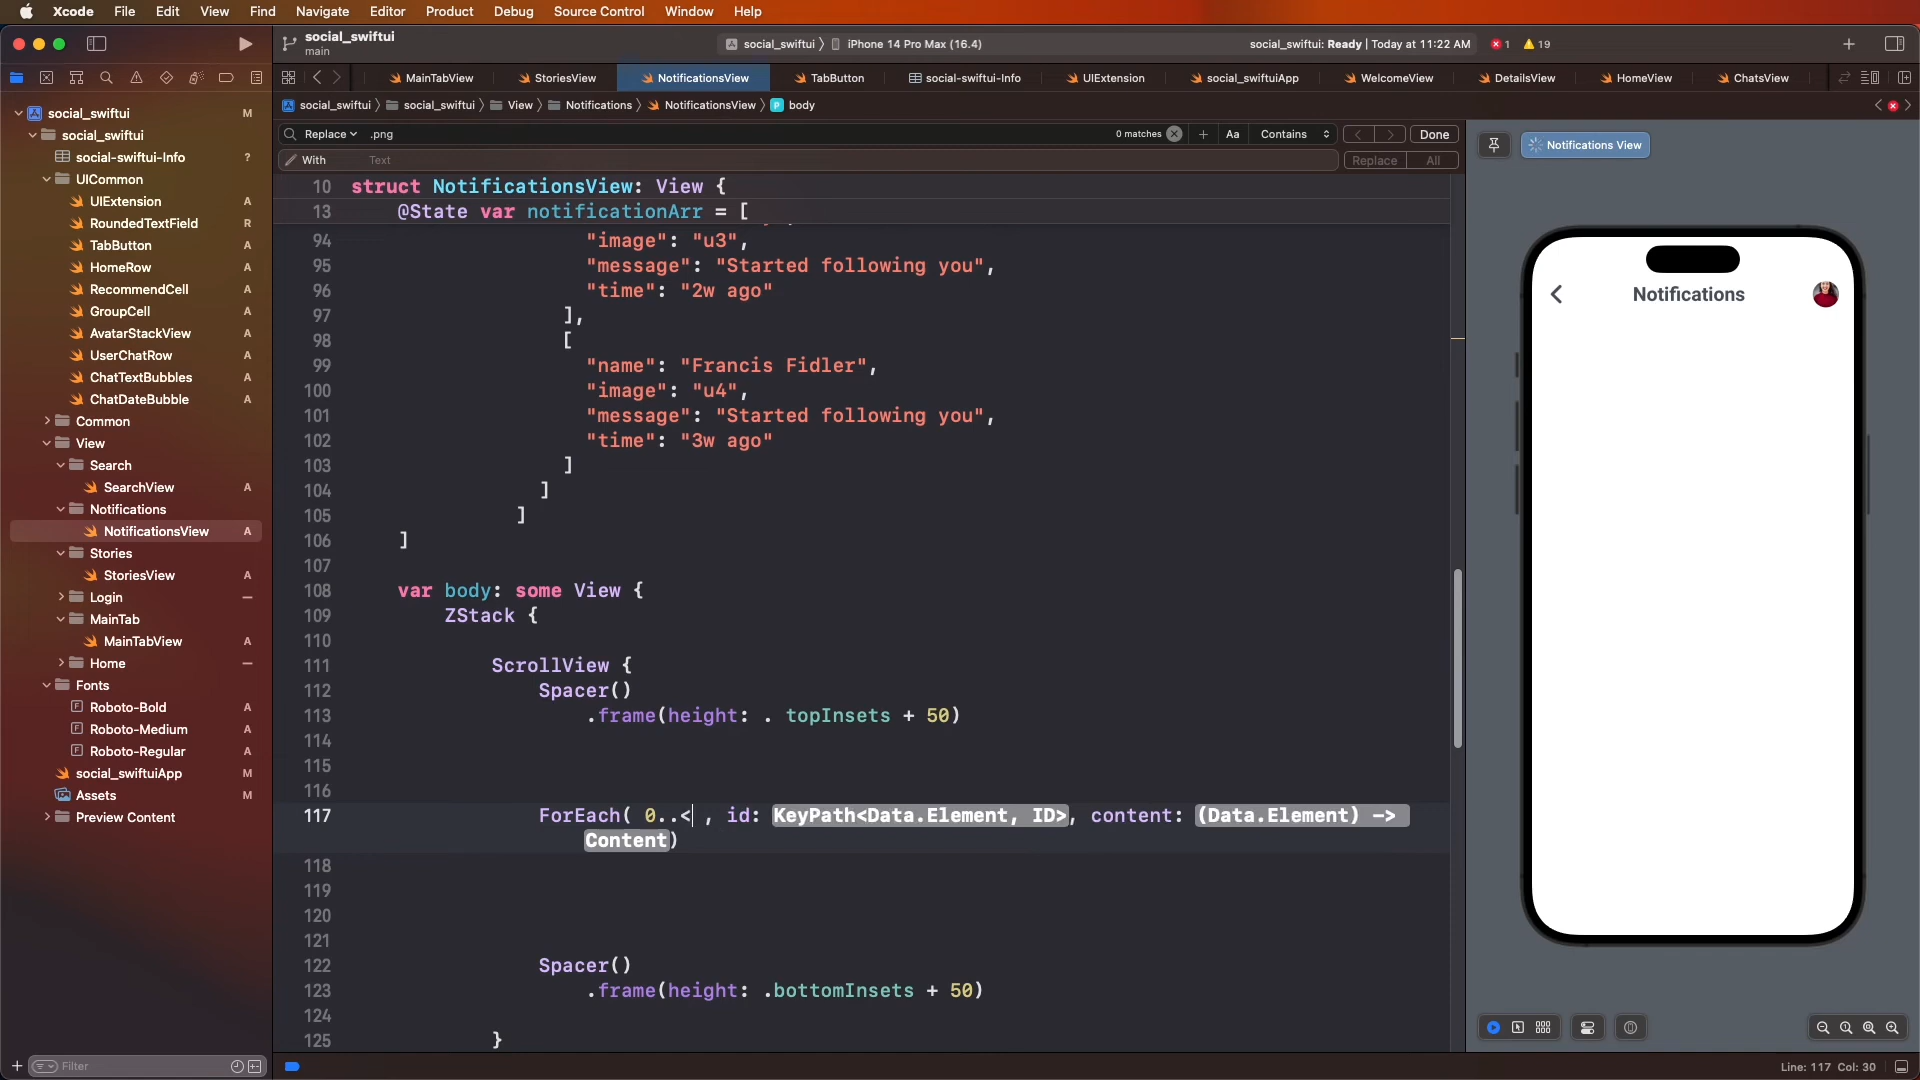 Xcode File Edit View Find Navigate Editor Product Debug Source Control Window Help
social_swiftui
main
social_swiftui iPhone 14 Pro Max (16.4)
social_swiftui: Ready | Today at 11:22 AM 1 19
MainTabView StoriesView NotificationsView TabButton social-swiftui-Info UIExtension social_swiftuiApp WelcomeView DetailsView HomeView ChatsView
social_swiftui social_swiftui View Notifications NotificationsView P body
Replace .png 0 matches Aa Contains Done
With Text Replace All
social_swiftui M
social_swiftui
social-swiftui-Info ?
UICommon
UIExtension A
RoundedTextField R
TabButton A
HomeRow A
RecommendCell A
GroupCell A
AvatarStackView A
UserChatRow A
ChatTextBubbles A
ChatDateBubble A
Common
View
Search
SearchView A
Notifications
NotificationsView A
Stories
StoriesView A
Login
MainTab
MainTabView A
Home
Fonts
F Roboto-Bold A
F Roboto-Medium A
F Roboto-Regular A
social_swiftuiApp M
Assets M
Preview Content
Filter
10 struct NotificationsView: View {
13 @State var notificationArr = [
94 "image": "u3",
95 "message": "Started following you",
96 "time": "2w ago"
97 ],
98 [
99 "name": "Francis Fidler",
100 "image": "u4",
101 "message": "Started following you",
102 "time": "3w ago"
103 ]
104 ]
105 ]
106 ]
107
108 var body: some View {
109 ZStack {
110
111 ScrollView {
112 Spacer()
113 .frame(height: . topInsets + 50)
114
115
116
117 ForEach( 0..< , id: KeyPath<Data.Element, ID>, content: (Data.Element) ->
Content)
118
119
120
121
122 Spacer()
123 .frame(height: .bottomInsets + 50)
124
125 }
Notifications View
Notifications
Line: 117 Col: 30